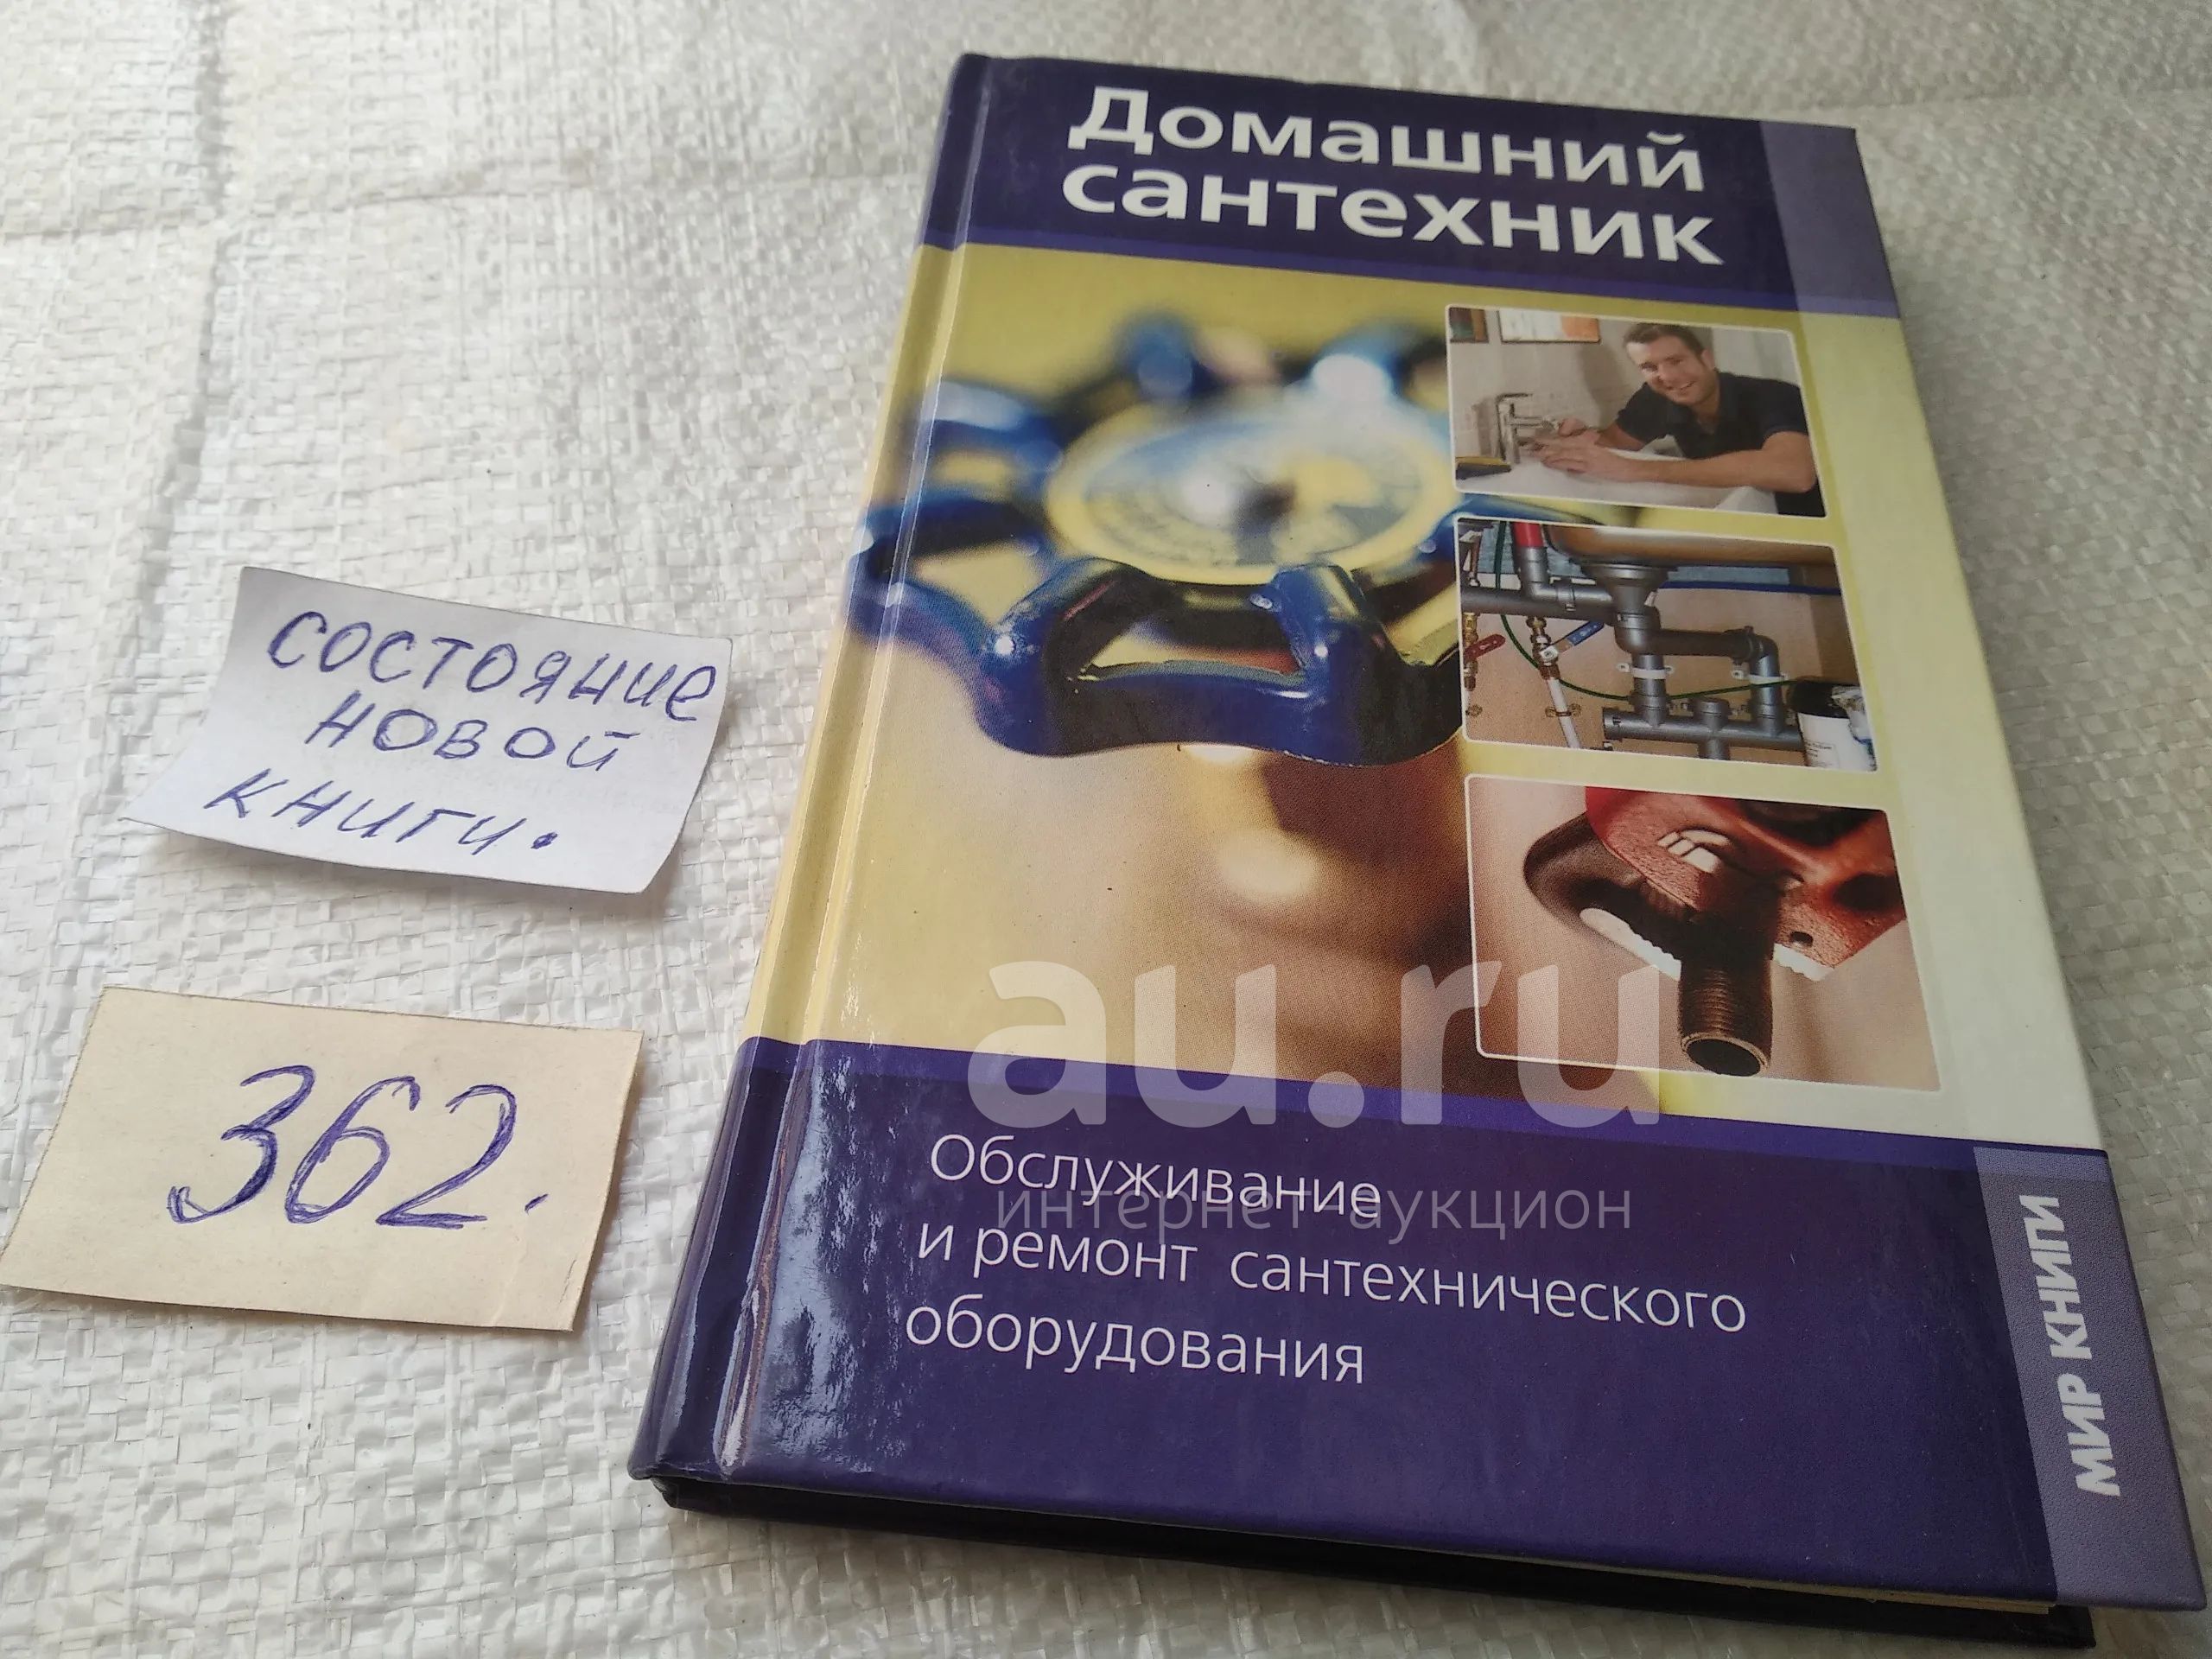 Домашний
сантехник
состояние
новой
книги.
362.
au.ru
интернет аукцион
Обслуживание
и ремонт сантехнического
оборудования
МИР КНИГИ